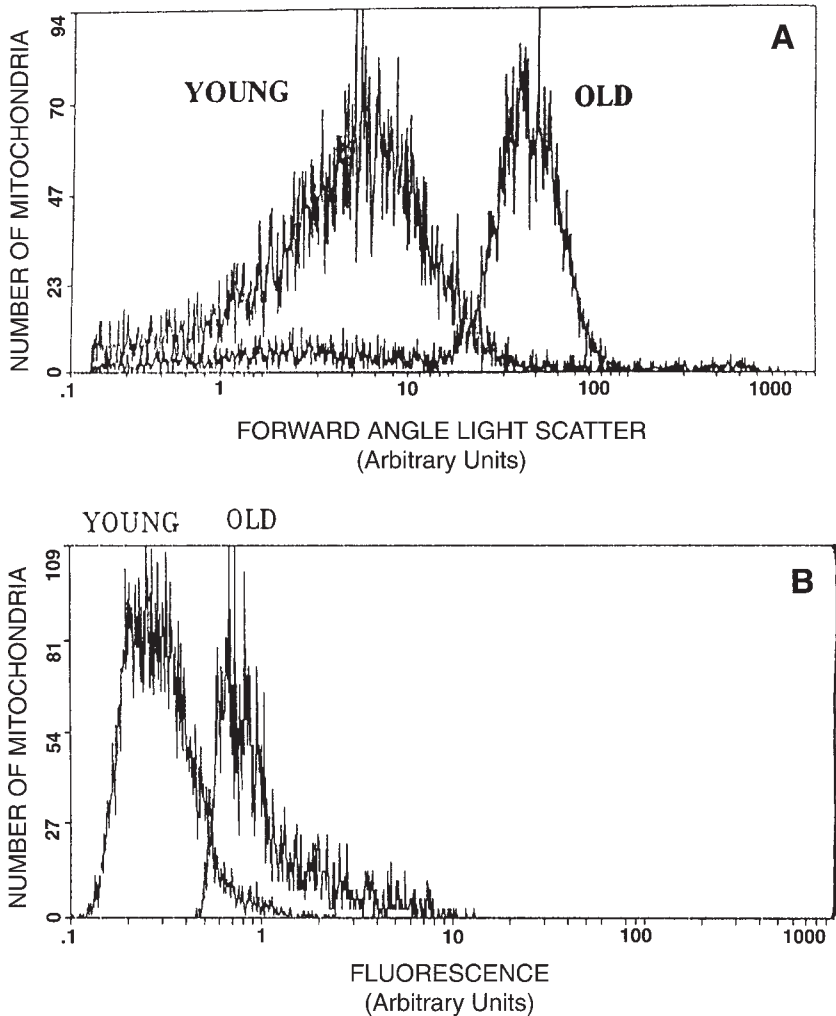 A
YOUNG
OLD
NUMBER OF MITOCHONDRIA
94
70
47
23
0
.1
1
10
100
1000
FORWARD ANGLE LIGHT SCATTER
(Arbitrary Units)
YOUNG
OLD
B
NUMBER OF MITOCHONDRIA
109
81
54
27
0
.1
1
10
100
1000
FLUORESCENCE
(Arbitrary Units)